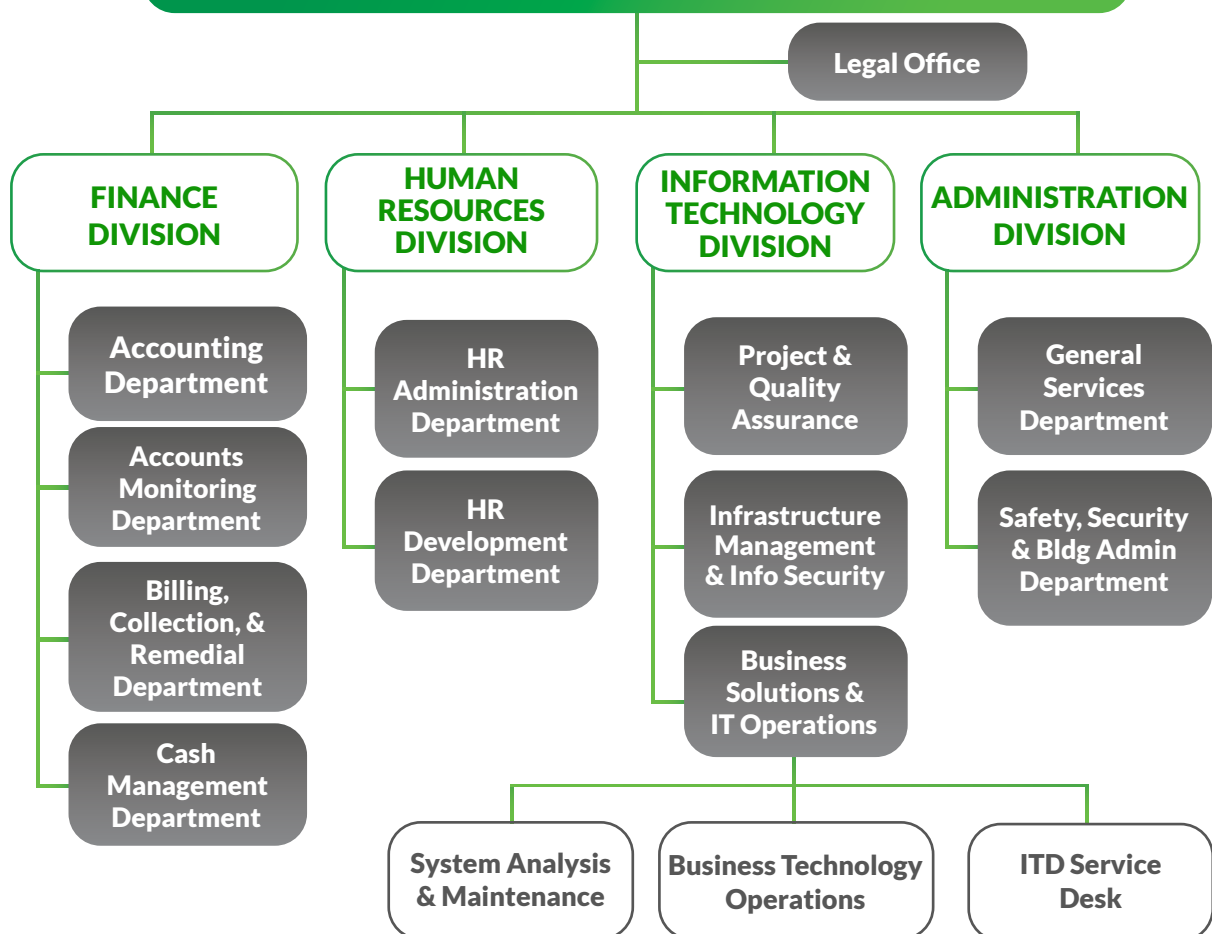 Legal Office
FINANCE
DIVISION
HUMAN
RESOURCES
DIVISION
INFORMATION
TECHNOLOGY
DIVISION
ADMINISTRATION
DIVISION
Accounting
Department
Accounts
Monitoring
Department
Billing,
Collection, &
Remedial
Department
Cash
Management
Department
HR
Administration
Department
HR
Development
Department
Project &
Quality
Assurance
Infrastructure
Management
& Info Security
Business
Solutions &
IT Operations
General
Services
Department
Safety, Security
& Bldg Admin
Department
System Analysis
& Maintenance
Business Technology
Operations
ITD Service
Desk